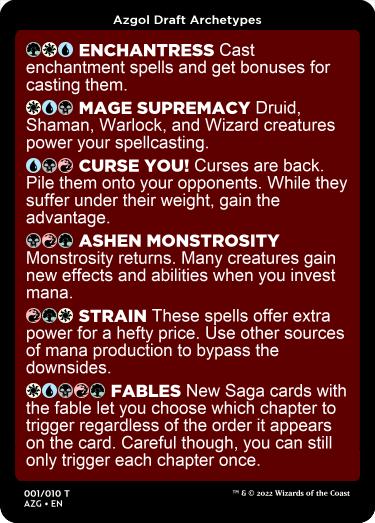 Azgol Draft Archetypes
ENCHANTRESS Cast
enchantment spells and get bonuses for
casting them.
MAGE SUPREMACY Druid,
Shaman, Warlock, and Wizard creatures
power your spellcasting.
CURSE YOU! Curses are back.
Pile them onto your opponents. While they
suffer under their weight, gain the
advantage.
ASHEN MONSTROSITY
Monstrosity returns. Many creatures gain
new effects and abilities when you invest
mana.
STRAIN These spells offer extra
power for a hefty price. Use other sources
of mana production to bypass the
downsides.
FABLES New Saga cards with
the fable let you choose which chapter to
trigger regardless of the order it appears
on the card. Careful though, you can still
only trigger each chapter once.
001/010 T
AZG • EN
™ & © 2022 Wizards of the Coast